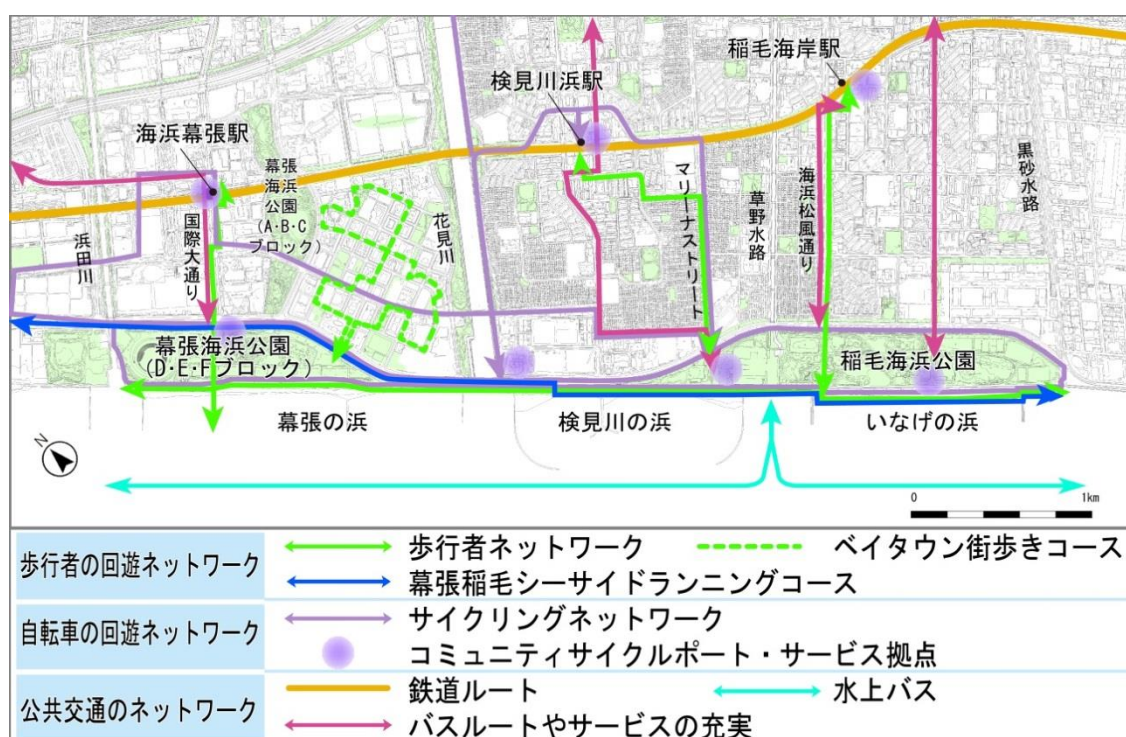 稲毛海岸駅
検見川浜駅
海浜幕張駅
幕張
海浜
公園
(A・B・C
ブロック)
花見川
マリーナストリート
草野水路
海浜松風通り
黒砂水路
浜田川
国際大通り
幕張海浜公園
(D・E・Fブロック)
稲毛海浜公園
幕張の浜
検見川の浜
いなげの浜
N
0 1km
歩行者の回遊ネットワーク
歩行者ネットワーク ベイタウン街歩きコース
幕張稲毛シーサイドランニングコース
自転車の回遊ネットワーク
サイクリングネットワーク
コミュニティサイクルポート・サービス拠点
公共交通のネットワーク
鉄道ルート 水上バス
バスルートやサービスの充実